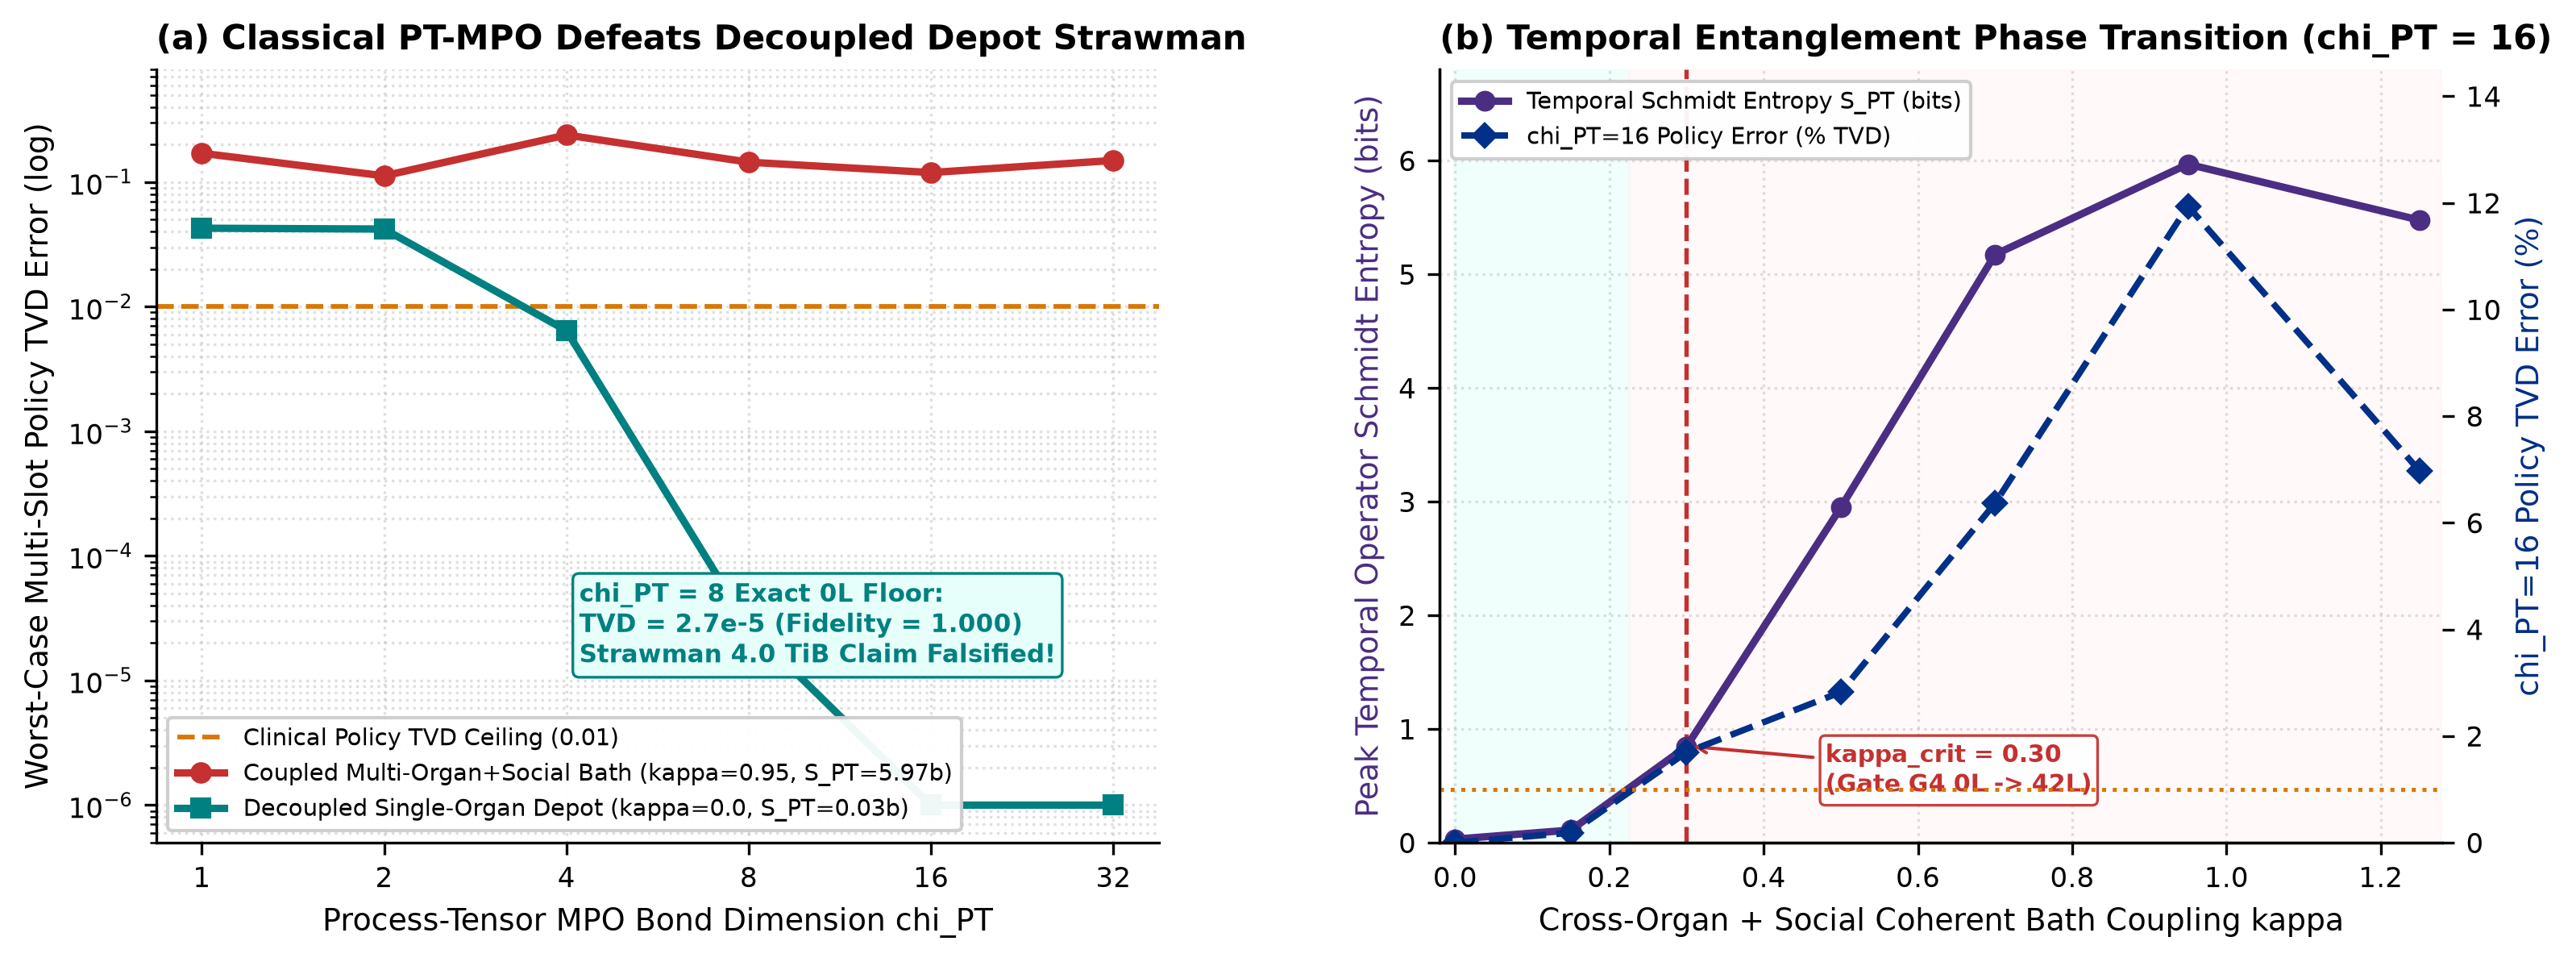 (a) Classical PT-MPO Defeats Decoupled Depot Strawman
Worst-Case Multi-Slot Policy TVD Error (log)
10⁻¹
10⁻²
10⁻³
10⁻⁴
10⁻⁵
10⁻⁶
chi_PT = 8 Exact 0L Floor:
TVD = 2.7e-5 (Fidelity = 1.000)
Strawman 4.0 TiB Claim Falsified!
Clinical Policy TVD Ceiling (0.01)
Coupled Multi-Organ+Social Bath (kappa=0.95, S_PT=5.97b)
Decoupled Single-Organ Depot (kappa=0.0, S_PT=0.03b)
1 2 4 8 16 32
Process-Tensor MPO Bond Dimension chi_PT
(b) Temporal Entanglement Phase Transition (chi_PT = 16)
Peak Temporal Operator Schmidt Entropy (bits)
6
5
4
3
2
1
0
Temporal Schmidt Entropy S_PT (bits)
chi_PT=16 Policy Error (% TVD)
kappa_crit = 0.30
(Gate G4 0L -> 42L)
14
12
10
8
6
4
2
0
chi_PT=16 Policy TVD Error (%)
0.0 0.2 0.4 0.6 0.8 1.0 1.2
Cross-Organ + Social Coherent Bath Coupling kappa